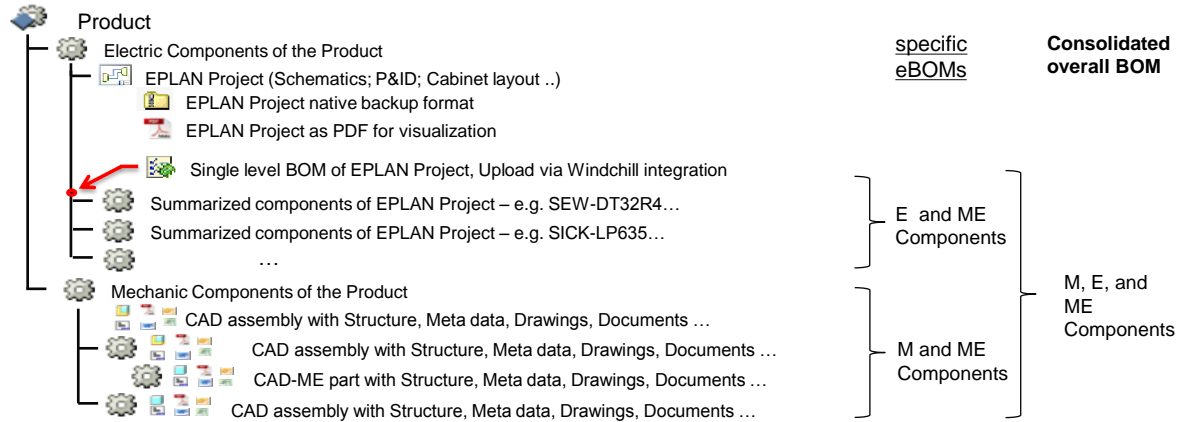 Product
Electric Components of the Product
specific
eBOMs
Consolidated
overall BOM
EPLAN Project (Schematics; P&ID; Cabinet layout ..)
EPLAN Project native backup format
EPLAN Project as PDF for visualization
Single level BOM of EPLAN Project, Upload via Windchill integration
Summarized components of EPLAN Project – e.g. SEW-DT32R4…
Summarized components of EPLAN Project – e.g. SICK-LP635…
…
E and ME
Components
Mechanic Components of the Product
CAD assembly with Structure, Meta data, Drawings, Documents …
CAD assembly with Structure, Meta data, Drawings, Documents …
CAD-ME part with Structure, Meta data, Drawings, Documents …
CAD assembly with Structure, Meta data, Drawings, Documents …
M and ME
Components
M, E, and
ME
Components